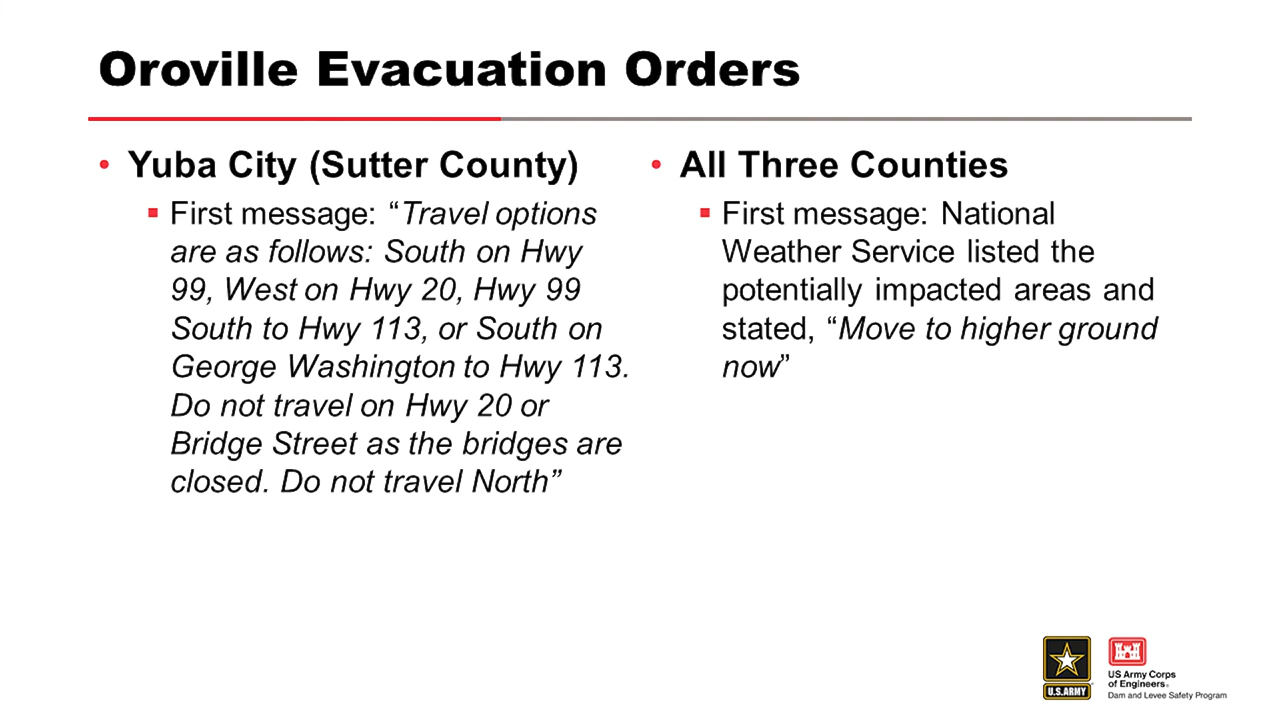 Oroville Evacuation Orders
• Yuba City (Sutter County)
▪ First message: “Travel options
are as follows: South on Hwy
99, West on Hwy 20, Hwy 99
South to Hwy 113, or South on
George Washington to Hwy 113.
Do not travel on Hwy 20 or
Bridge Street as the bridges are
closed. Do not travel North”
• All Three Counties
▪ First message: National
Weather Service listed the
potentially impacted areas and
stated, “Move to higher ground
now”
U.S.ARMY
US Army Corps
of Engineers®
Dam and Levee Safety Program